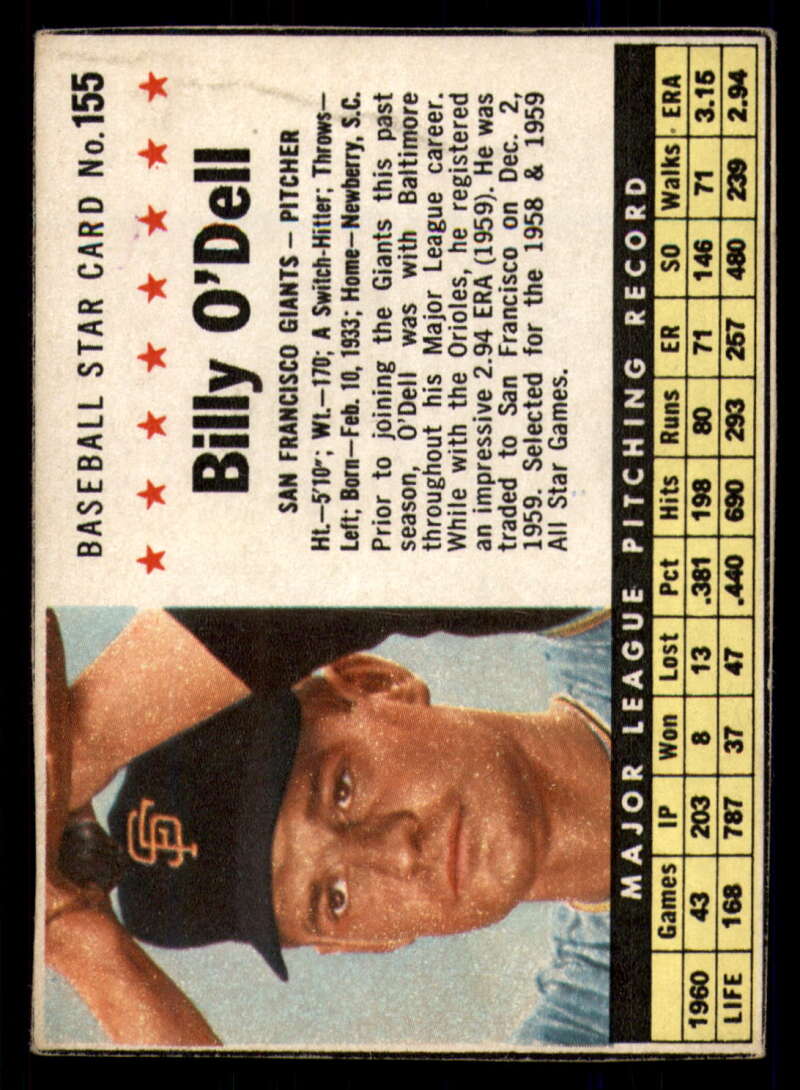 BASEBALL STAR CARD No.155
Billy O'Dell
SAN FRANCISCO GIANTS – PITCHER
Ht.–5'10"; Wt.–170; A Switch-Hitter; Throws–
Left; Born–Feb. 10, 1933; Home–Newberry, S.C.
Prior to joining the Giants this past
season, O'Dell was with Baltimore
throughout his Major League career.
While with the Orioles, he registered
an impressive 2.94 ERA (1959). He was
traded to San Francisco on Dec. 2,
1959. Selected for the 1958 & 1959
All Star Games.
SF
MAJOR LEAGUE PITCHING RECORD
Games IP Won Lost Pct Hits Runs ER SO Walks ERA
1960 43 203 8 13 .381 198 80 71 146 71 3.15
LIFE 168 787 37 47 .440 690 293 257 480 239 2.94